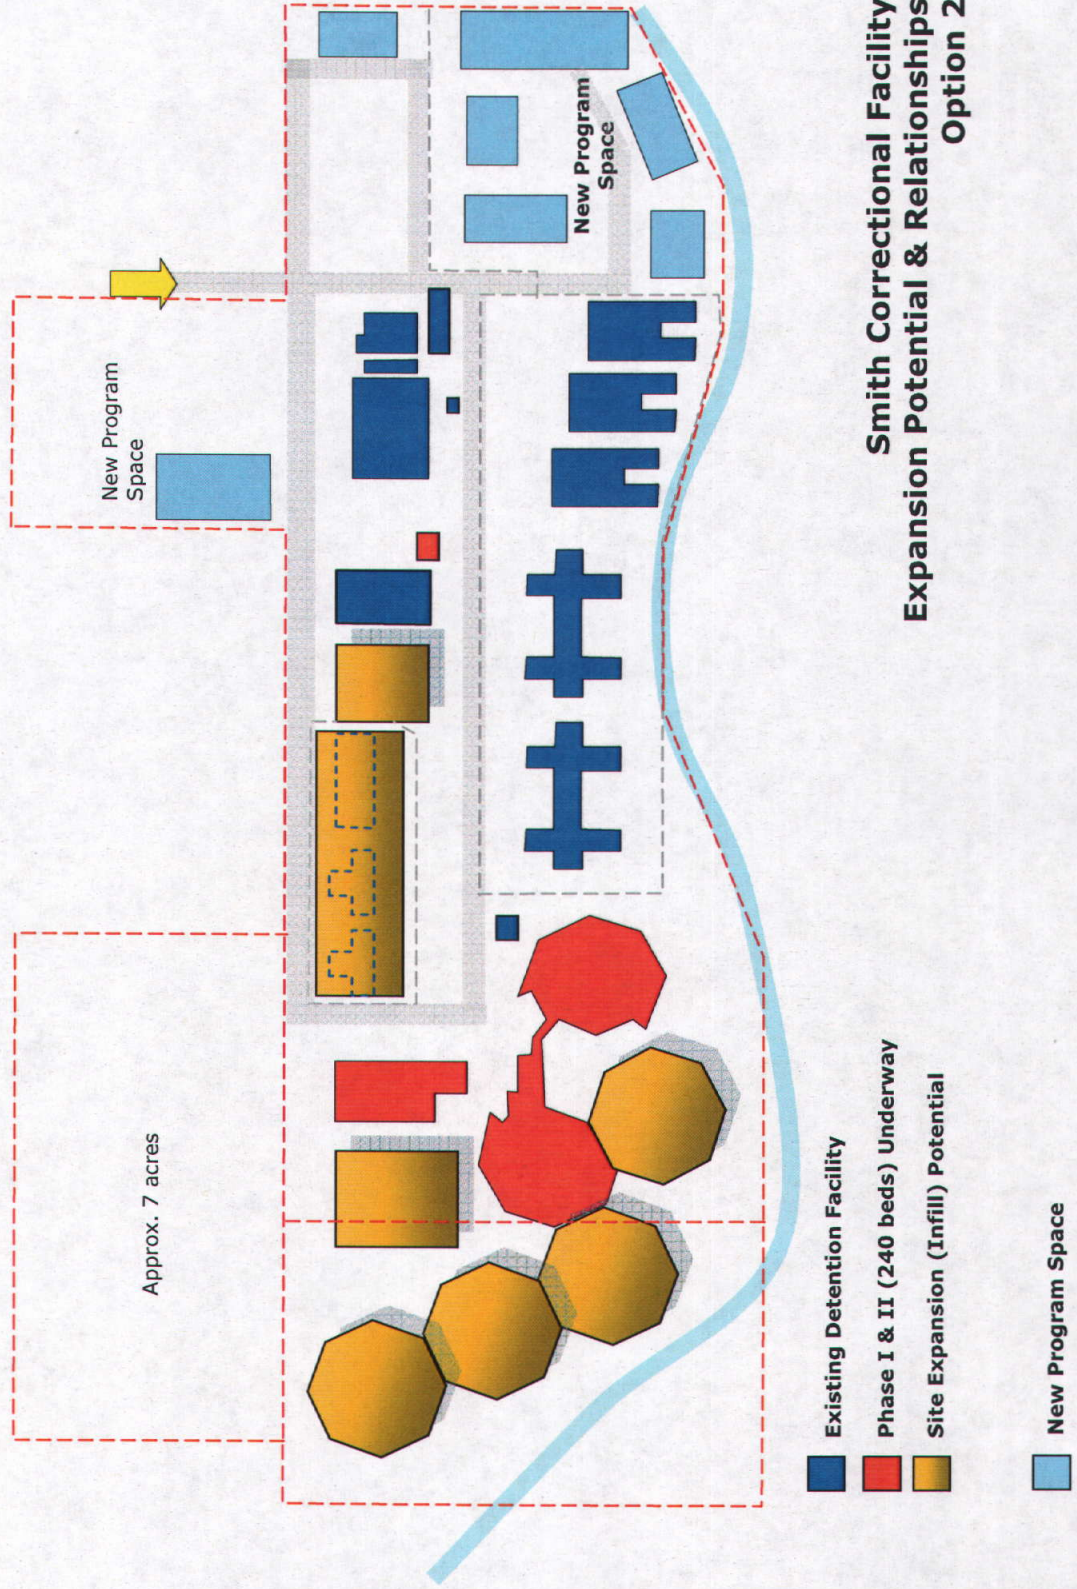 Approx. 7 acres
New Program
Space
New Program
Space
Smith Correctional Facility
Expansion Potential & Relationships
Option 2
Existing Detention Facility
Phase I & II (240 beds) Underway
Site Expansion (Infill) Potential
New Program Space